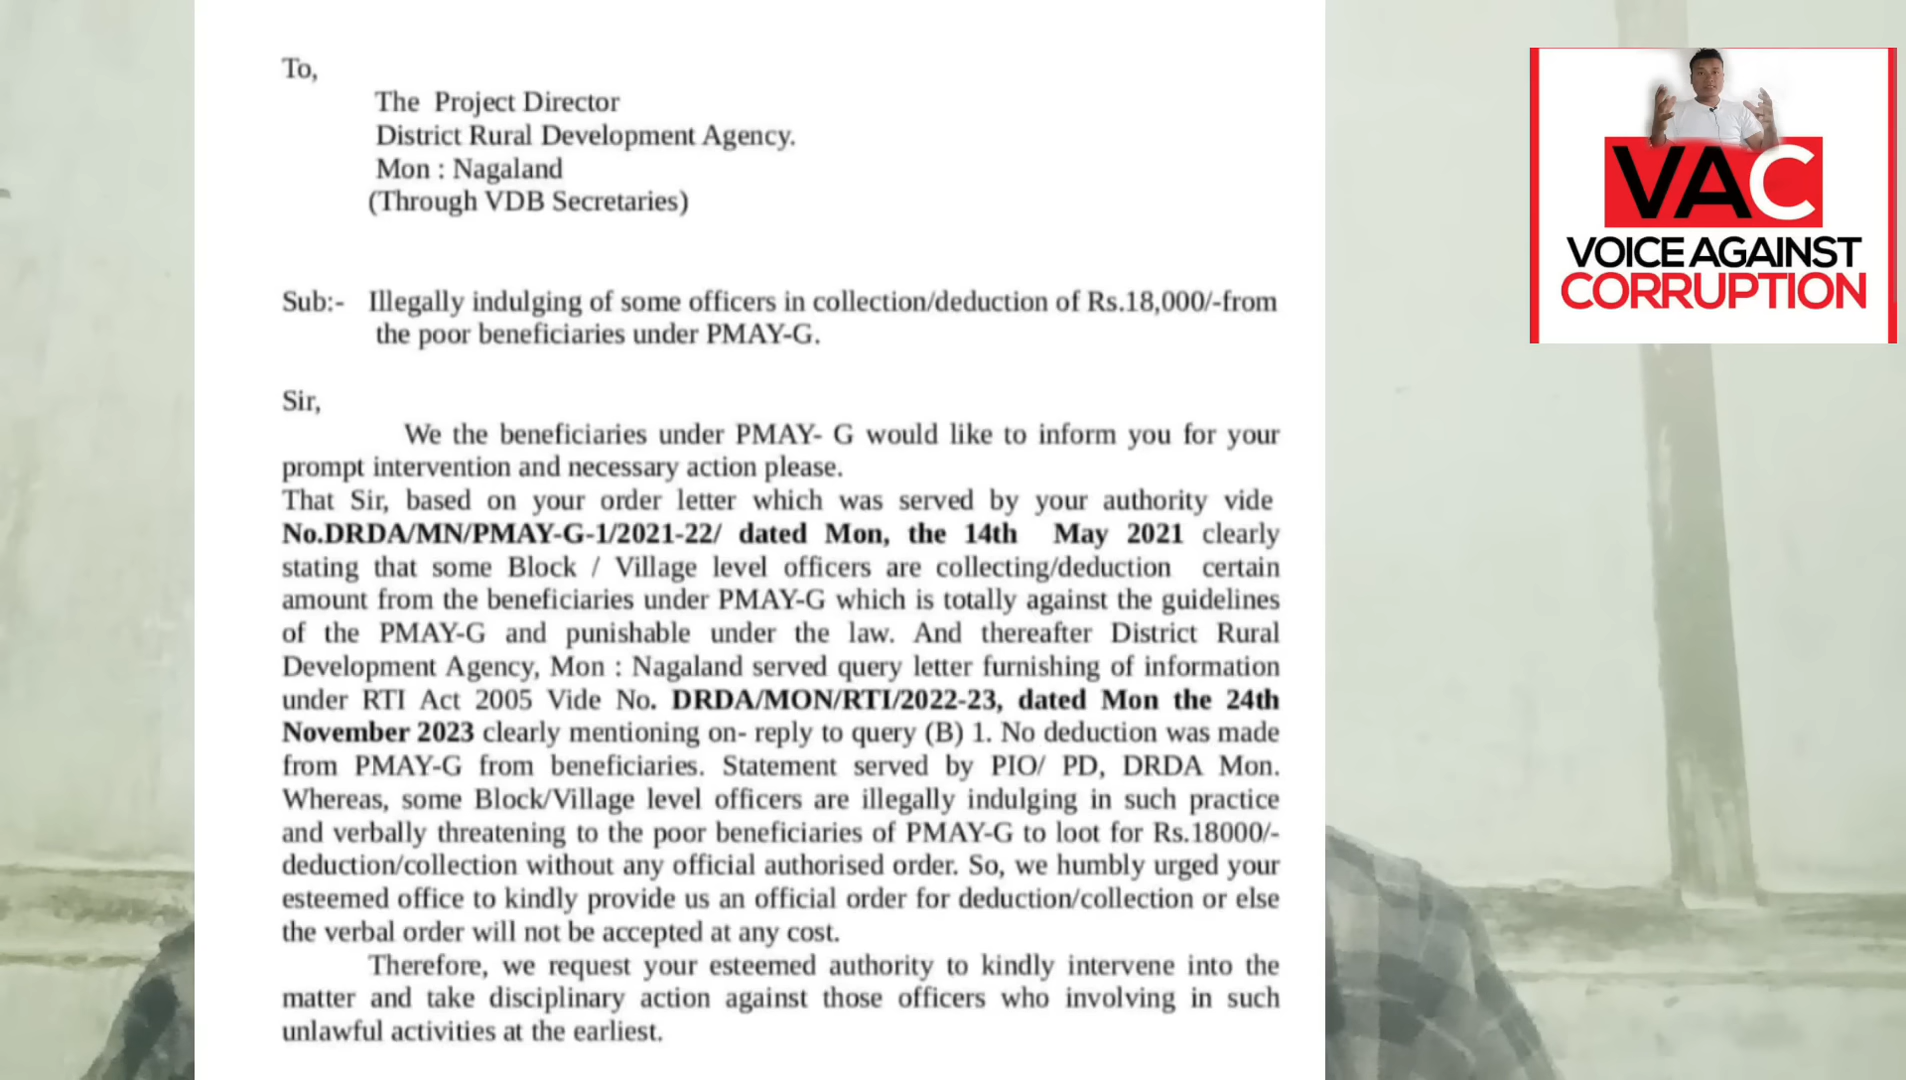 To,
The Project Director
District Rural Development Agency.
Mon : Nagaland
(Through VDB Secretaries)
Sub:- Illegally indulging of some officers in collection/deduction of Rs.18,000/-from
the poor beneficiaries under PMAY-G.
Sir,
We the beneficiaries under PMAY- G would like to inform you for your
prompt intervention and necessary action please.
That Sir, based on your order letter which was served by your authority vide
No.DRDA/MN/PMAY-G-1/2021-22/ dated Mon, the 14th May 2021 clearly
stating that some Block / Village level officers are collecting/deduction certain
amount from the beneficiaries under PMAY-G which is totally against the guidelines
of the PMAY-G and punishable under the law. And thereafter District Rural
Development Agency, Mon : Nagaland served query letter furnishing of information
under RTI Act 2005 Vide No. DRDA/MON/RTI/2022-23, dated Mon the 24th
November 2023 clearly mentioning on- reply to query (B) 1. No deduction was made
from PMAY-G from beneficiaries. Statement served by PIO/ PD, DRDA Mon.
Whereas, some Block/Village level officers are illegally indulging in such practice
and verbally threatening to the poor beneficiaries of PMAY-G to loot for Rs.18000/-
deduction/collection without any official authorised order. So, we humbly urged your
esteemed office to kindly provide us an official order for deduction/collection or else
the verbal order will not be accepted at any cost.
Therefore, we request your esteemed authority to kindly intervene into the
matter and take disciplinary action against those officers who involving in such
unlawful activities at the earliest.
VAC
VOICE AGAINST
CORRUPTION